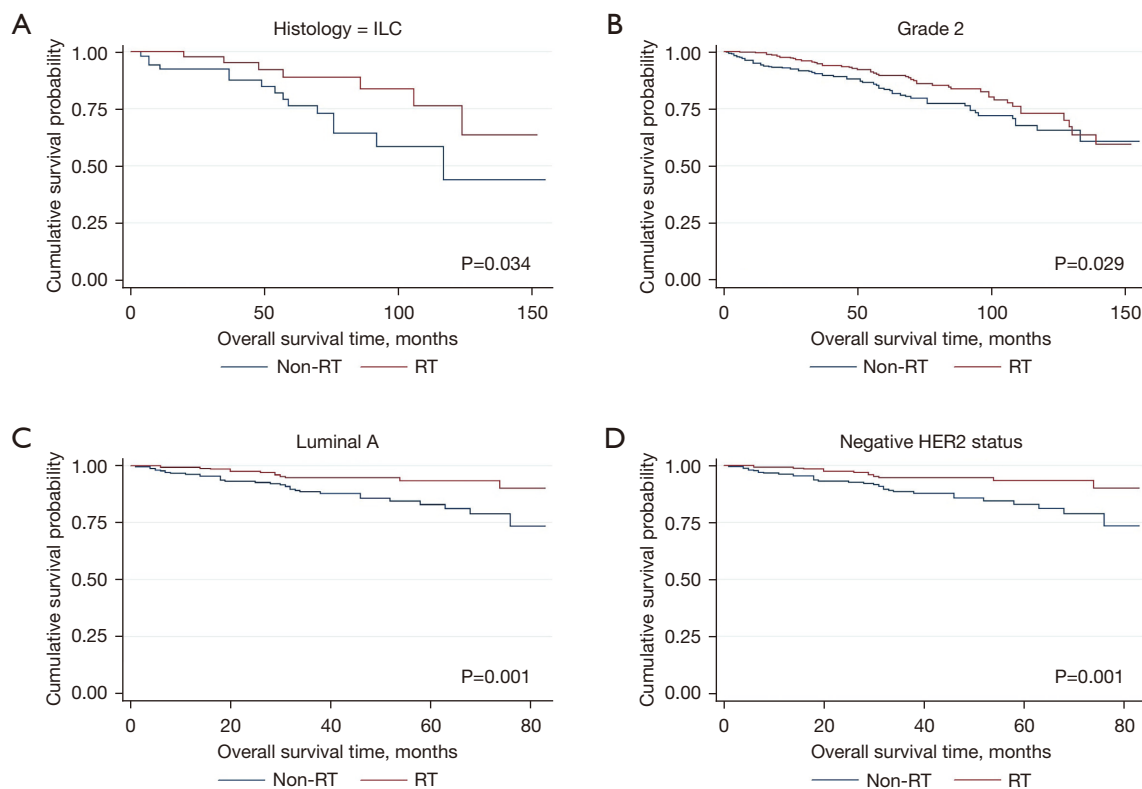 A
Histology = ILC
Cumulative survival probability
1.00
0.75
0.50
0.25
0.00
P=0.034
0 50 100 150
Overall survival time, months
Non-RT RT
B
Grade 2
Cumulative survival probability
1.00
0.75
0.50
0.25
0.00
P=0.029
0 50 100 150
Overall survival time, months
Non-RT RT
C
Luminal A
Cumulative survival probability
1.00
0.75
0.50
0.25
0.00
P=0.001
0 20 40 60 80
Overall survival time, months
Non-RT RT
D
Negative HER2 status
Cumulative survival probability
1.00
0.75
0.50
0.25
0.00
P=0.001
0 20 40 60 80
Overall survival time, months
Non-RT RT